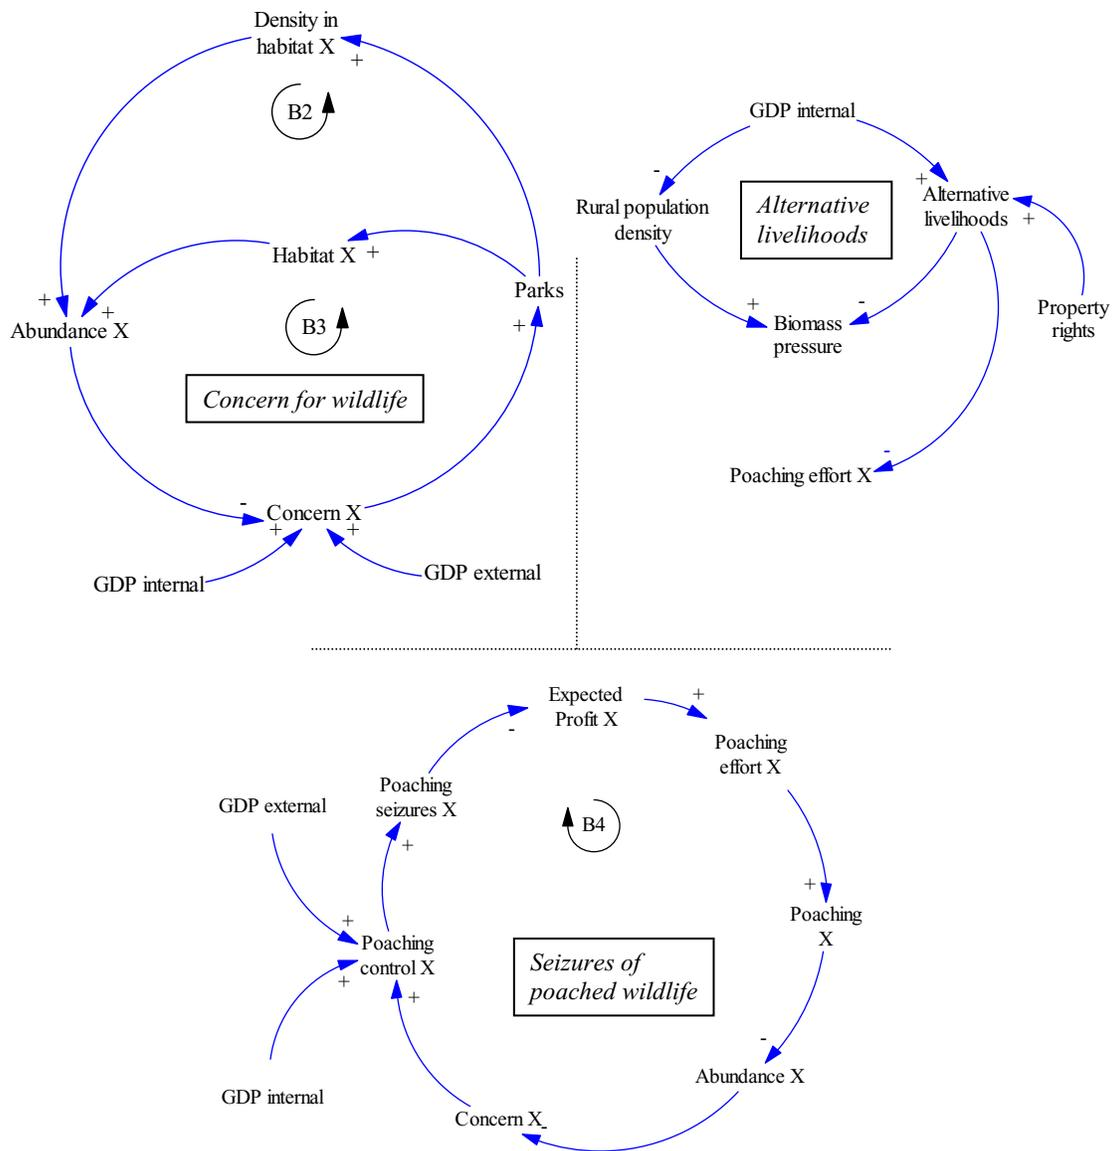 Density in
habitat X
+
B2
Habitat X
+
Parks
+
+
+
Abundance X
B3
Concern for wildlife
-
Concern X
+
+
GDP internal
GDP external
GDP internal
-
+
Rural population
density
Alternative
livelihoods
Alternative
livelihoods
+
+
-
Biomass
pressure
Property
rights
-
Poaching effort X
Expected
Profit X
+
-
Poaching
effort X
Poaching
seizures X
GDP external
B4
+
+
Poaching
X
+
Poaching
control X
+
+
Seizures of
poached wildlife
-
Abundance X
GDP internal
Concern X
-